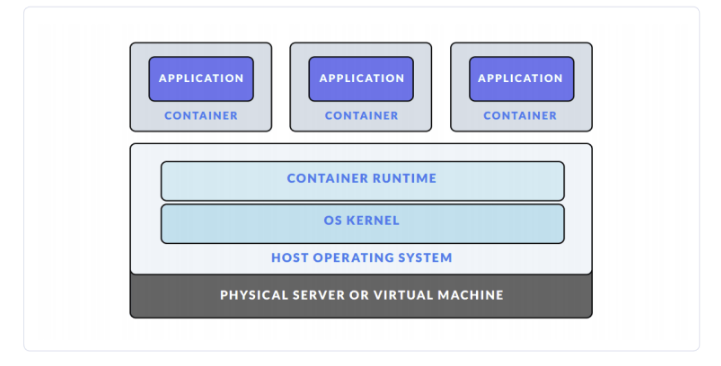 APPLICATION APPLICATION APPLICATION
CONTAINER CONTAINER CONTAINER
CONTAINER RUNTIME
OS KERNEL
HOST OPERATING SYSTEM
PHYSICAL SERVER OR VIRTUAL MACHINE